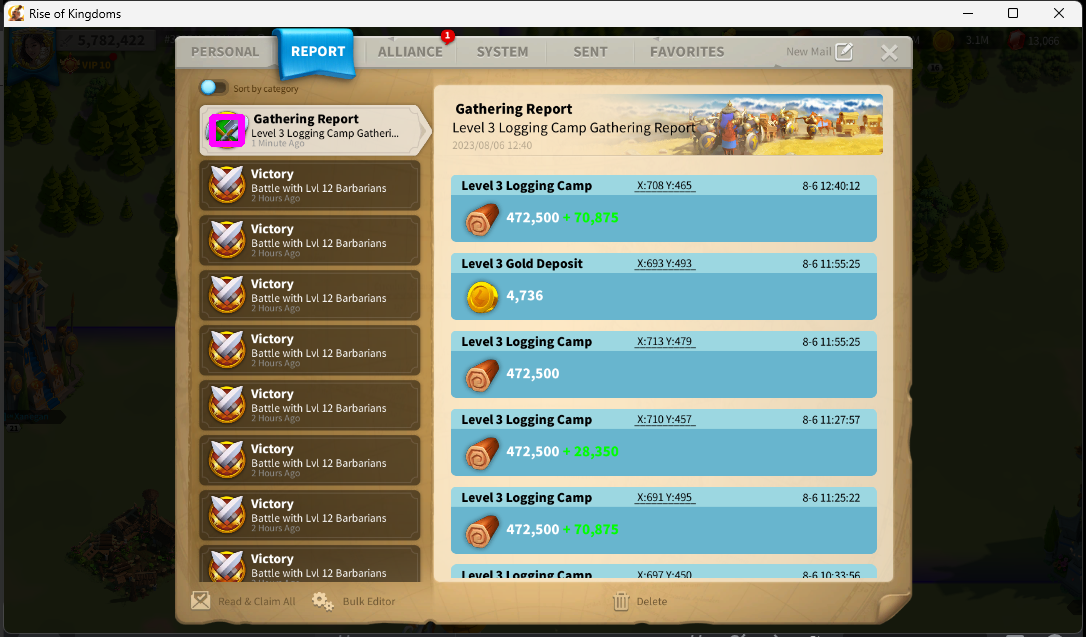 Rise of Kingdoms
5,782,422
VIP 10
3.1M
13,066
PERSONAL
REPORT
ALLIANCE
1
SYSTEM
SENT
FAVORITES
New Mail
Sort by category
Gathering Report
Level 3 Logging Camp Gatheri...
1 Minute Ago
Victory
Battle with Lvl 12 Barbarians
2 Hours Ago
Victory
Battle with Lvl 12 Barbarians
2 Hours Ago
Victory
Battle with Lvl 12 Barbarians
2 Hours Ago
Victory
Battle with Lvl 12 Barbarians
2 Hours Ago
Victory
Battle with Lvl 12 Barbarians
2 Hours Ago
Victory
Battle with Lvl 12 Barbarians
2 Hours Ago
Victory
Battle with Lvl 12 Barbarians
2 Hours Ago
Victory
Battle with Lvl 12 Barbarians
Gathering Report
Level 3 Logging Camp Gathering Report
2023/08/06 12:40
Level 3 Logging Camp X:708 Y:465 8-6 12:40:12
472,500 + 70,875
Level 3 Gold Deposit X:693 Y:493 8-6 11:55:25
4,736
Level 3 Logging Camp X:713 Y:479 8-6 11:55:25
472,500
Level 3 Logging Camp X:710 Y:457 8-6 11:27:57
472,500 + 28,350
Level 3 Logging Camp X:691 Y:495 8-6 11:25:22
472,500 + 70,875
Level 3 Logging Camp X:697 Y:450 8-6 10:33:56
Read & Claim All
Bulk Editor
Delete